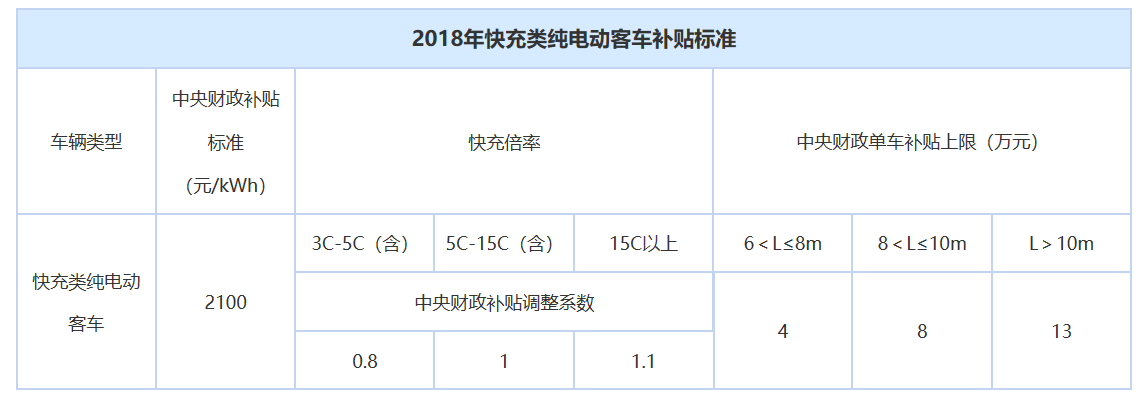 2018年快充类纯电动客车补贴标准
车辆类型
中央财政补贴
标准
（元/kWh）
快充倍率
中央财政单车补贴上限（万元）
快充类纯电动
客车
2100
3C-5C（含）
5C-15C（含）
15C以上
6＜L≤8m
8＜L≤10m
L＞10m
中央财政补贴调整系数
4
8
13
0.8
1
1.1